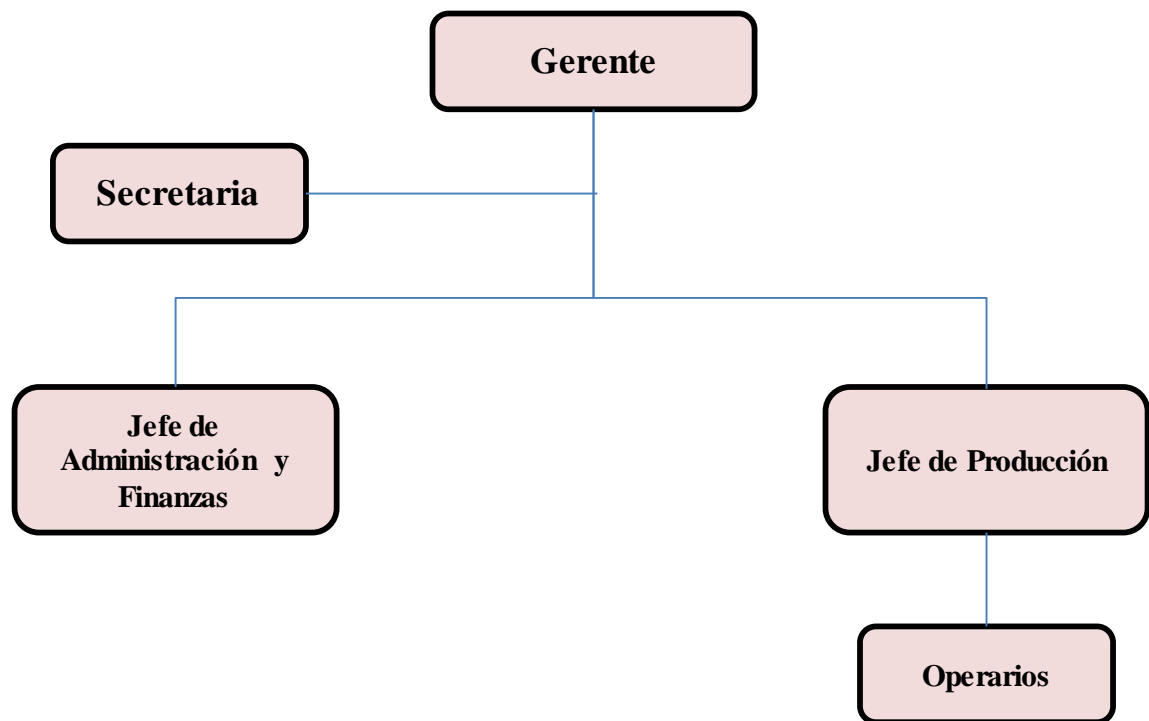 Gerente
Secretaria
Jefe de
Administración y
Finanzas
Jefe de Producción
Operarios